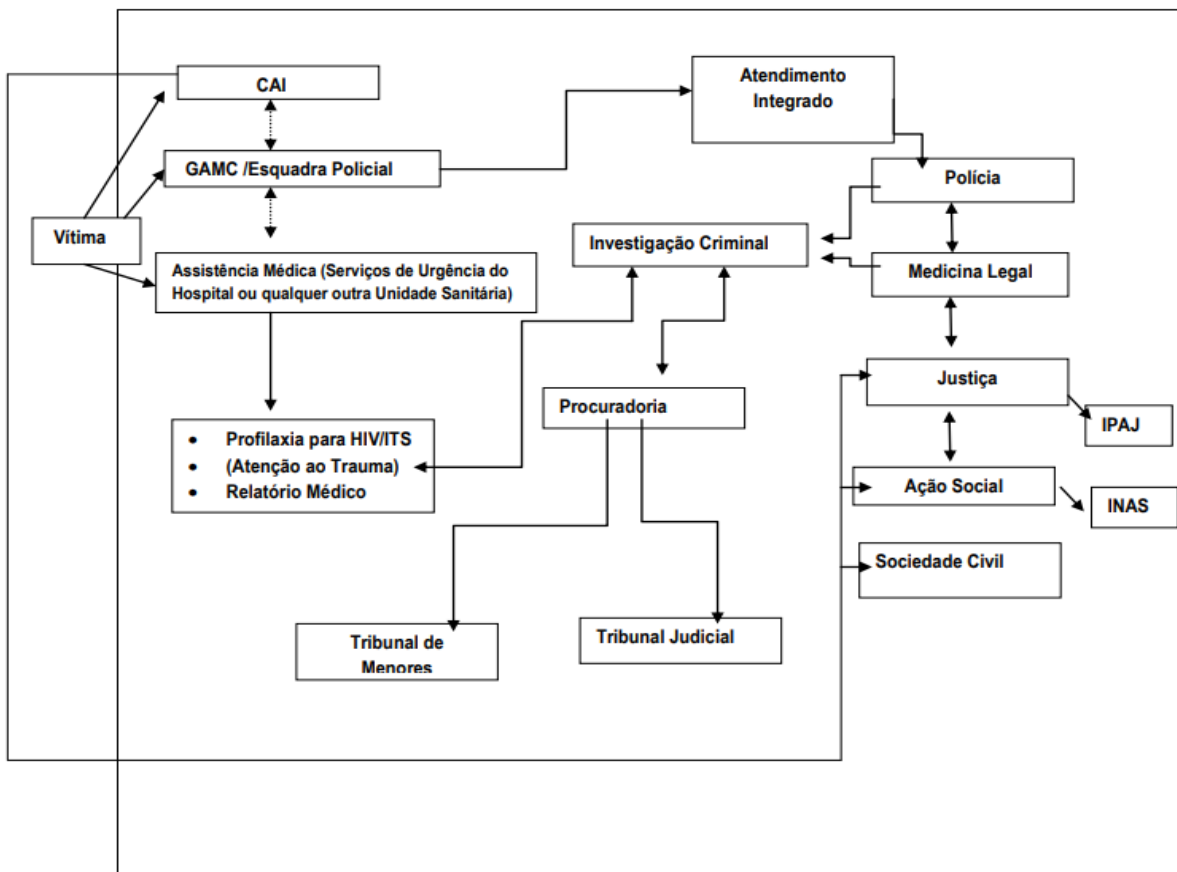 CAI
Atendimento
Integrado
GAMC /Esquadra Policial
Polícia
Vítima
Investigação Criminal
Assistência Médica (Serviços de Urgência do
Hospital ou qualquer outra Unidade Sanitária)
Medicina Legal
Justiça
Procuradoria
IPAJ
• Profilaxia para HIV/ITS
• (Atenção ao Trauma)
• Relatório Médico
Ação Social
INAS
Sociedade Civil
Tribunal de
Menores
Tribunal Judicial